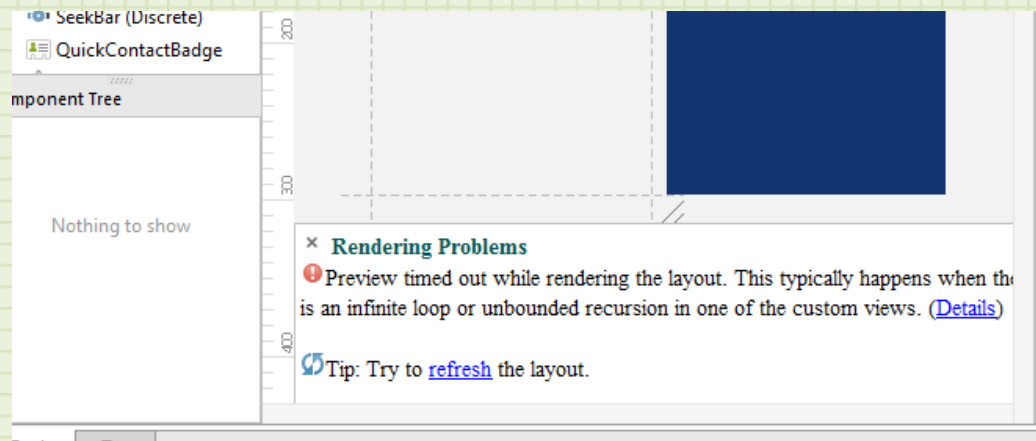 SeekBar (Discrete)
QuickContactBadge
mponent Tree
Nothing to show
200
300
400
Rendering Problems
Preview timed out while rendering the layout. This typically happens when the
is an infinite loop or unbounded recursion in one of the custom views. (Details)
Tip: Try to refresh the layout.